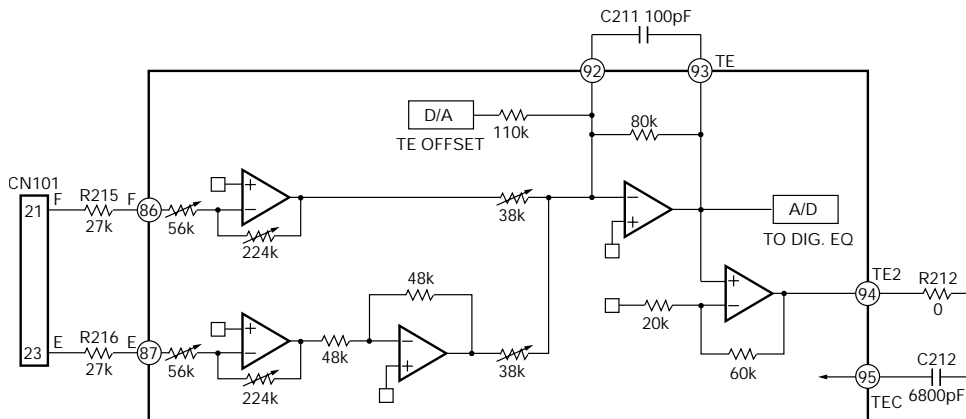 C211 100pF
92
93
TE
D/A
TE OFFSET
110k
80k
CN101
21
F
R215
27k
F
86
56k
+
−
224k
38k
−
+
A/D
TO DIG. EQ
48k
+
−
20k
60k
TE2
94
R212
0
23
E
R216
27k
E
87
56k
+
−
224k
48k
−
+
38k
95
TEC
C212
6800pF